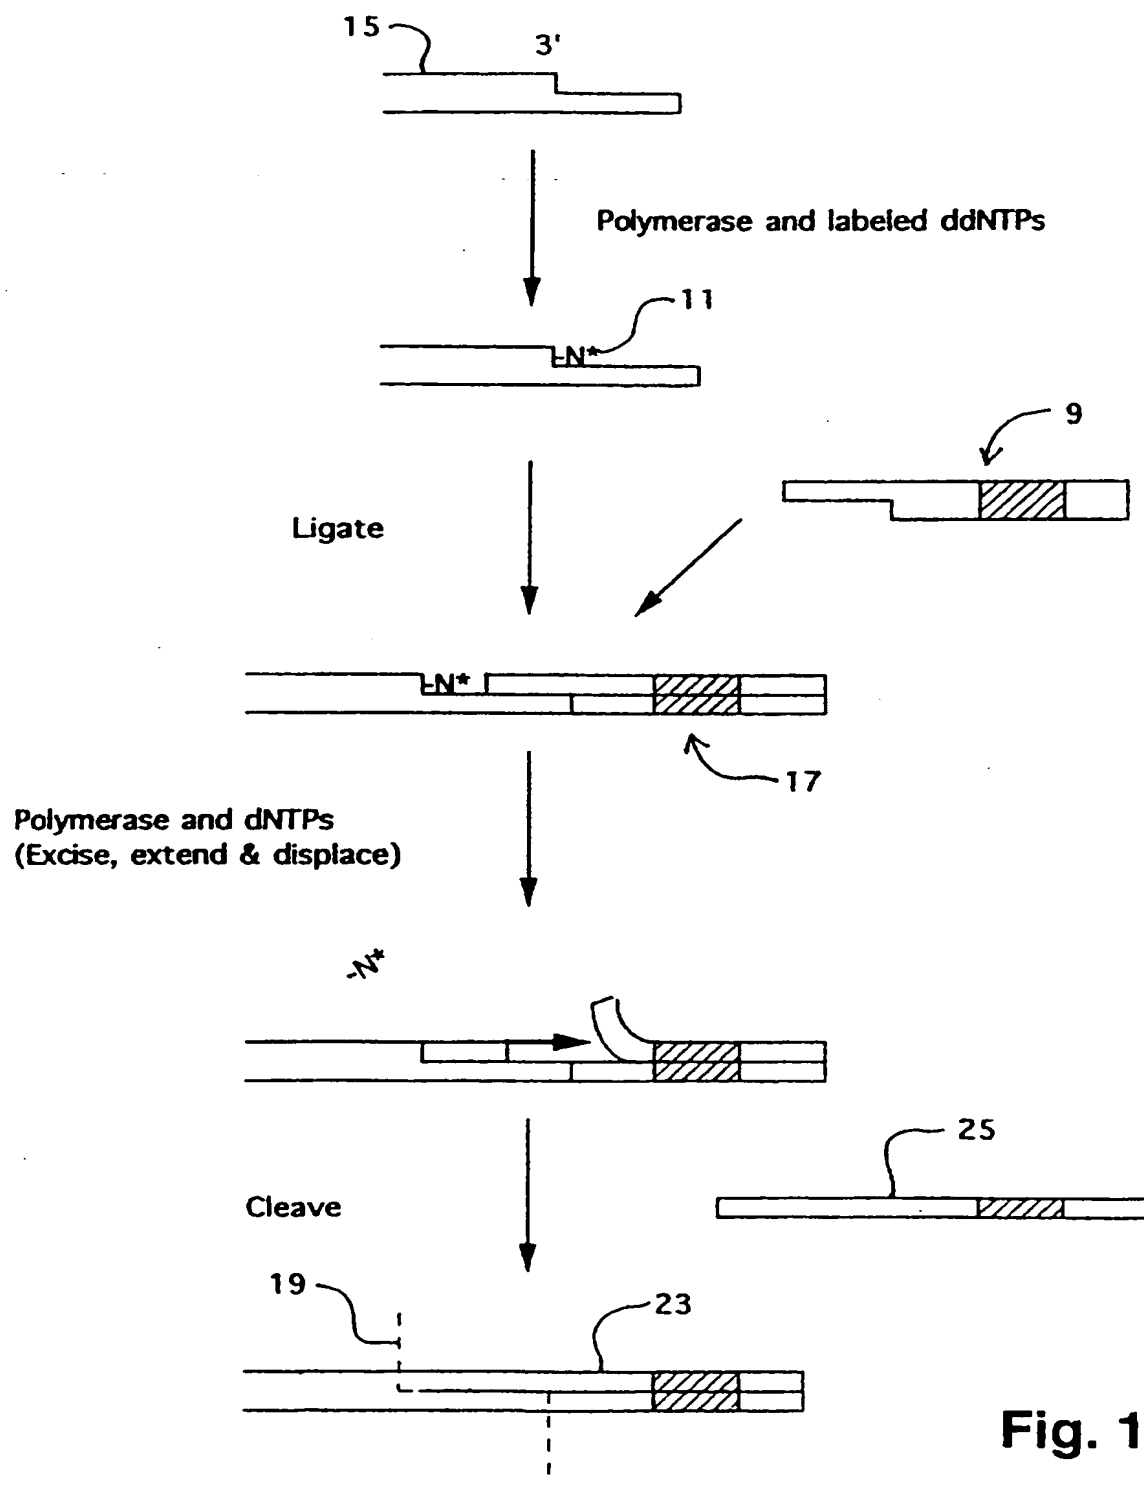 15
3'
Polymerase and labeled ddNTPs
11
-N*
9
Ligate
-N*
17
Polymerase and dNTPs
(Excise, extend & displace)
-N*
25
Cleave
19
23
Fig. 1